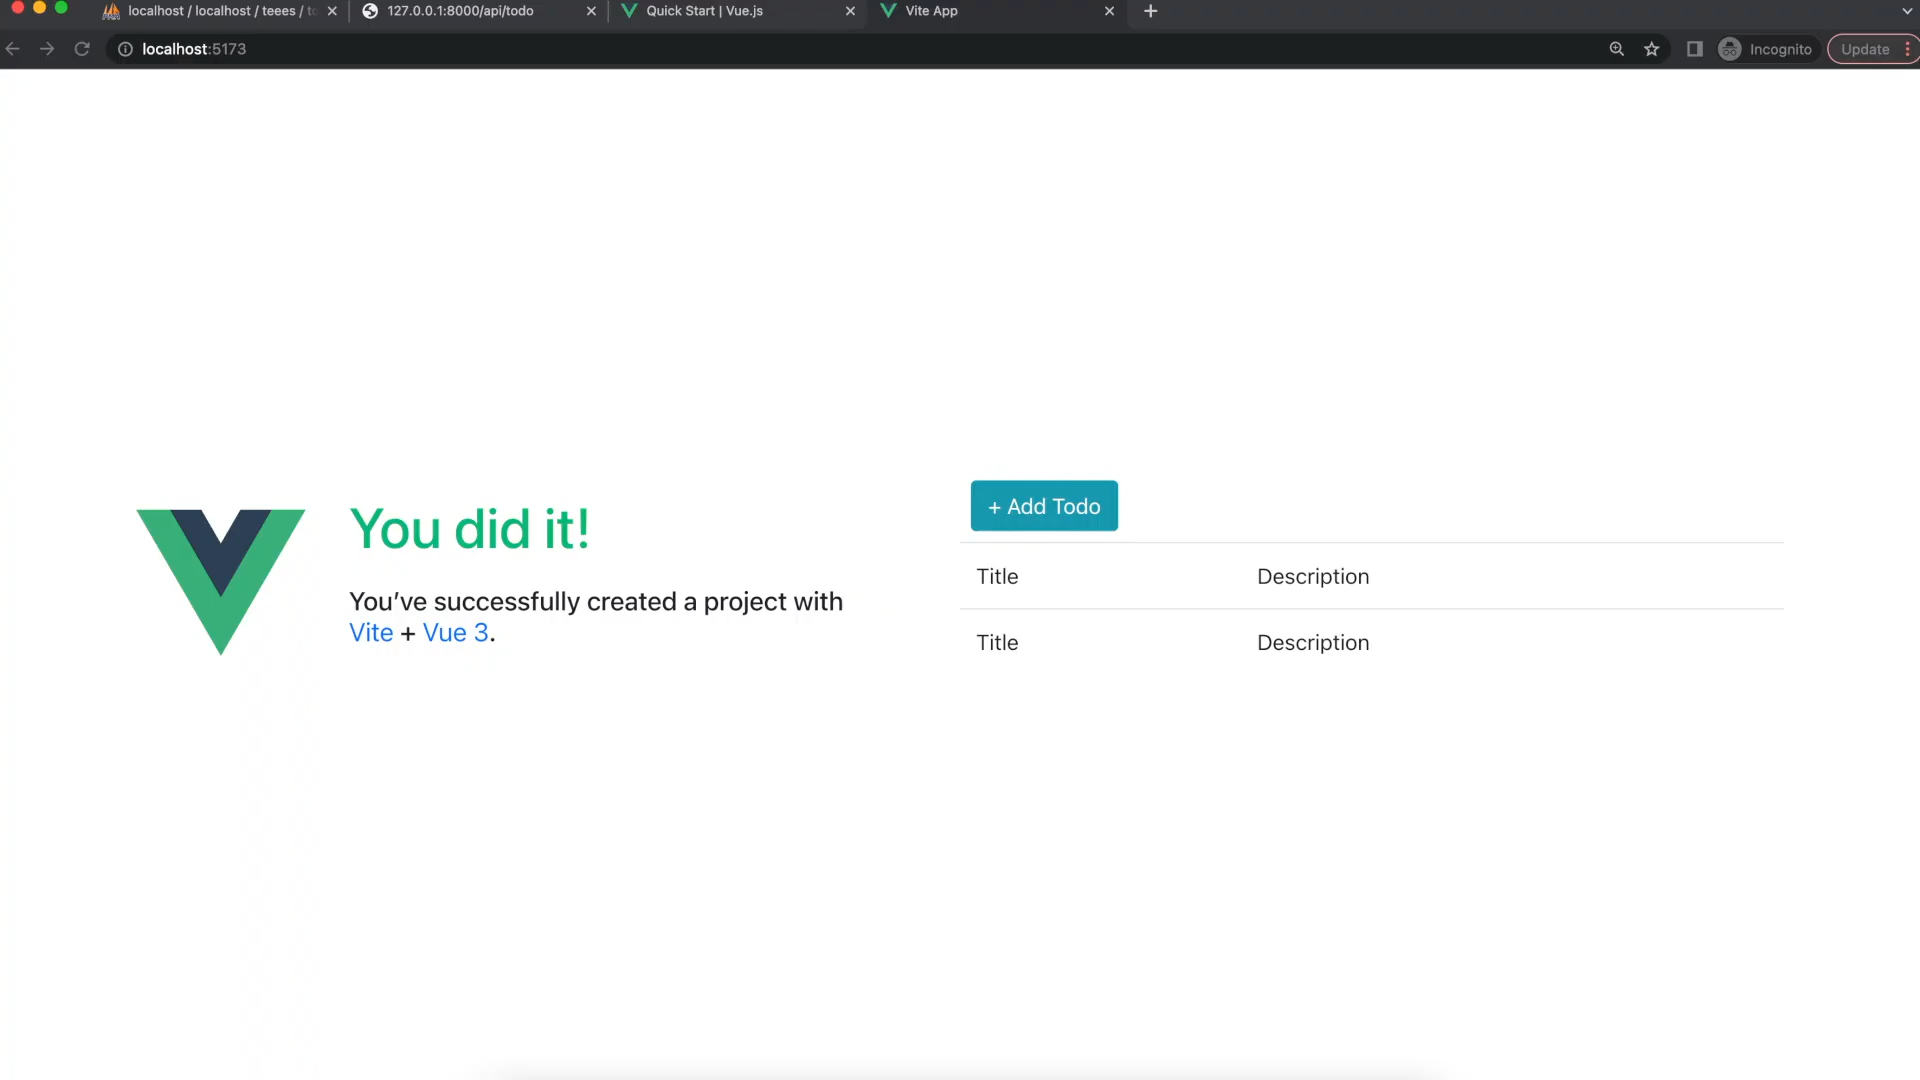 localhost / localhost / teees /
127.0.0.1:8000/api/todo
Quick Start | Vue.js
Vite App
localhost:5173
Incognito
Update
You did it!
You’ve successfully created a project with
Vite + Vue 3.
+ Add Todo
Title Description
Title Description